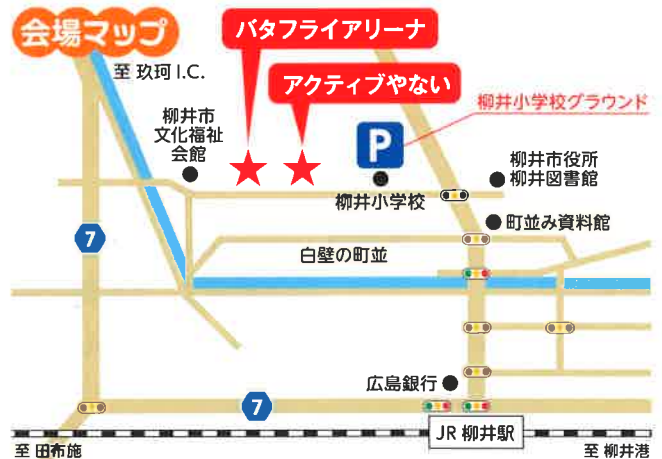 会場マップ
バタフライアリーナ
至 玖珂 I.C.
アクティブやない
柳井小学校グラウンド
柳井市
文化福祉
会館
P
柳井市役所
柳井図書館
柳井小学校
町並み資料館
7
白壁の町並
広島銀行
7
JR 柳井駅
至 田布施
至 柳井港